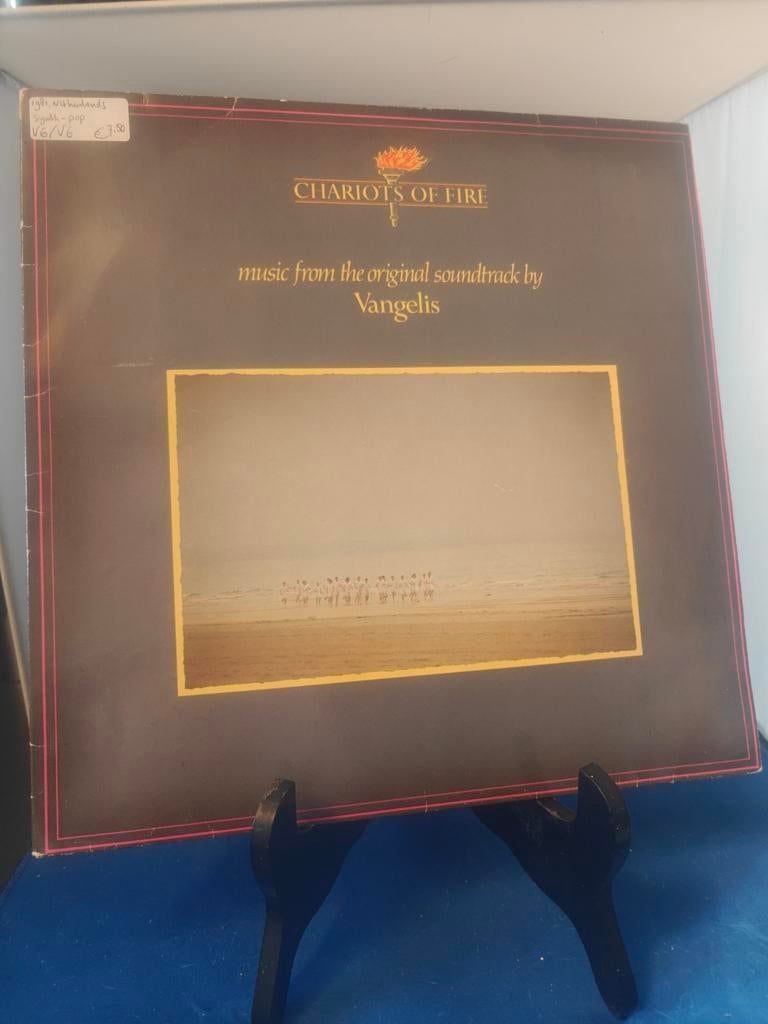 1981, Netherlands
synth-pop
VG/VG €7.50
CHARIOTS OF FIRE
music from the original soundtrack by
Vangelis